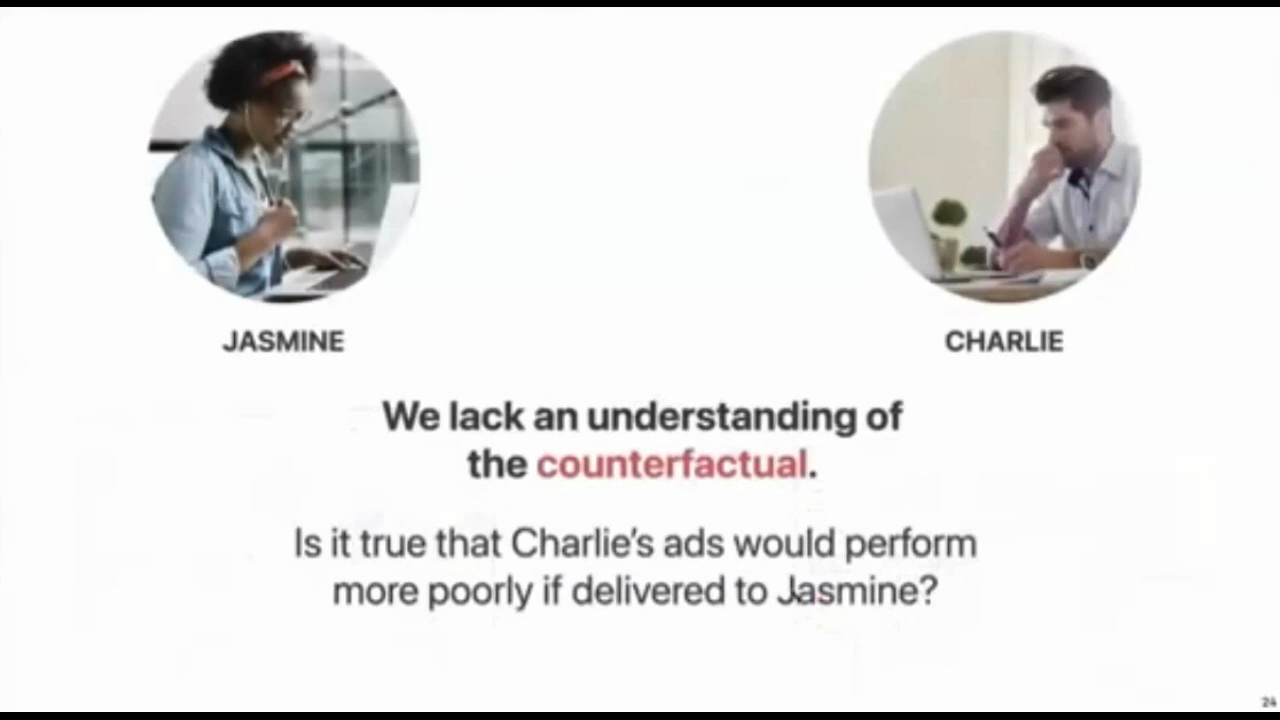 JASMINE
CHARLIE
We lack an understanding of
the counterfactual.
Is it true that Charlie's ads would perform
more poorly if delivered to Jasmine?
24